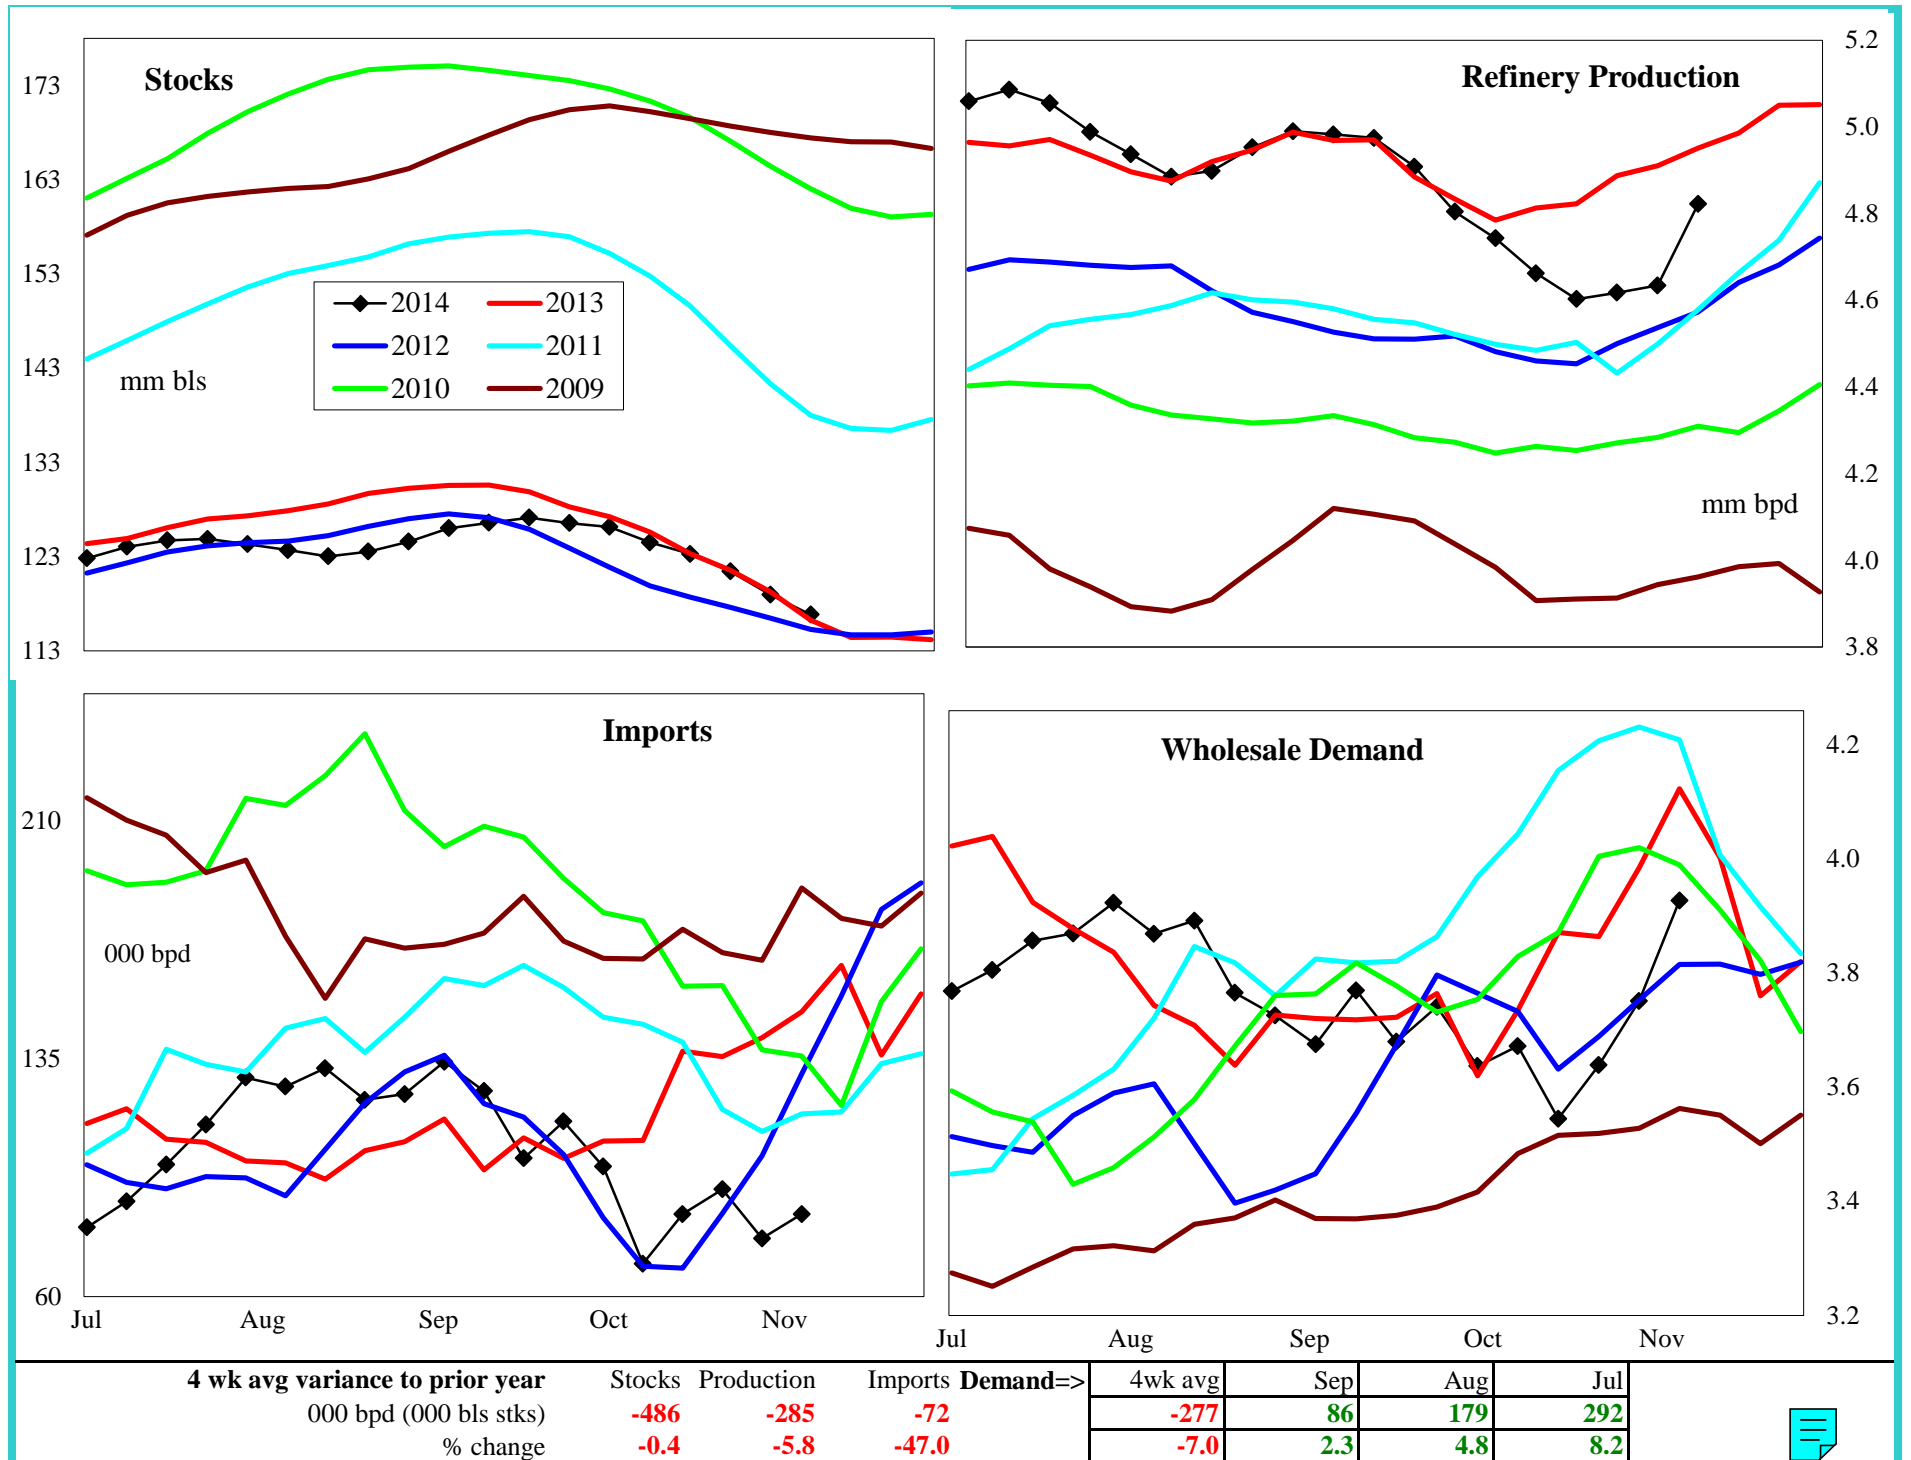 Stocks
173
163
153
143
133
123
113
mm bls
2014 2013
2012 2011
2010 2009
Refinery Production
5.2
5.0
4.8
4.6
4.4
4.2
4.0
3.8
mm bpd
Imports
210
135
60
000 bpd
Jul Aug Sep Oct Nov
Wholesale Demand
4.2
4.0
3.8
3.6
3.4
3.2
Jul Aug Sep Oct Nov
4 wk avg variance to prior year Stocks Production Imports Demand=> 4wk avg Sep Aug Jul
000 bpd (000 bls stks) -486 -285 -72 -277 86 179 292
% change -0.4 -5.8 -47.0 -7.0 2.3 4.8 8.2